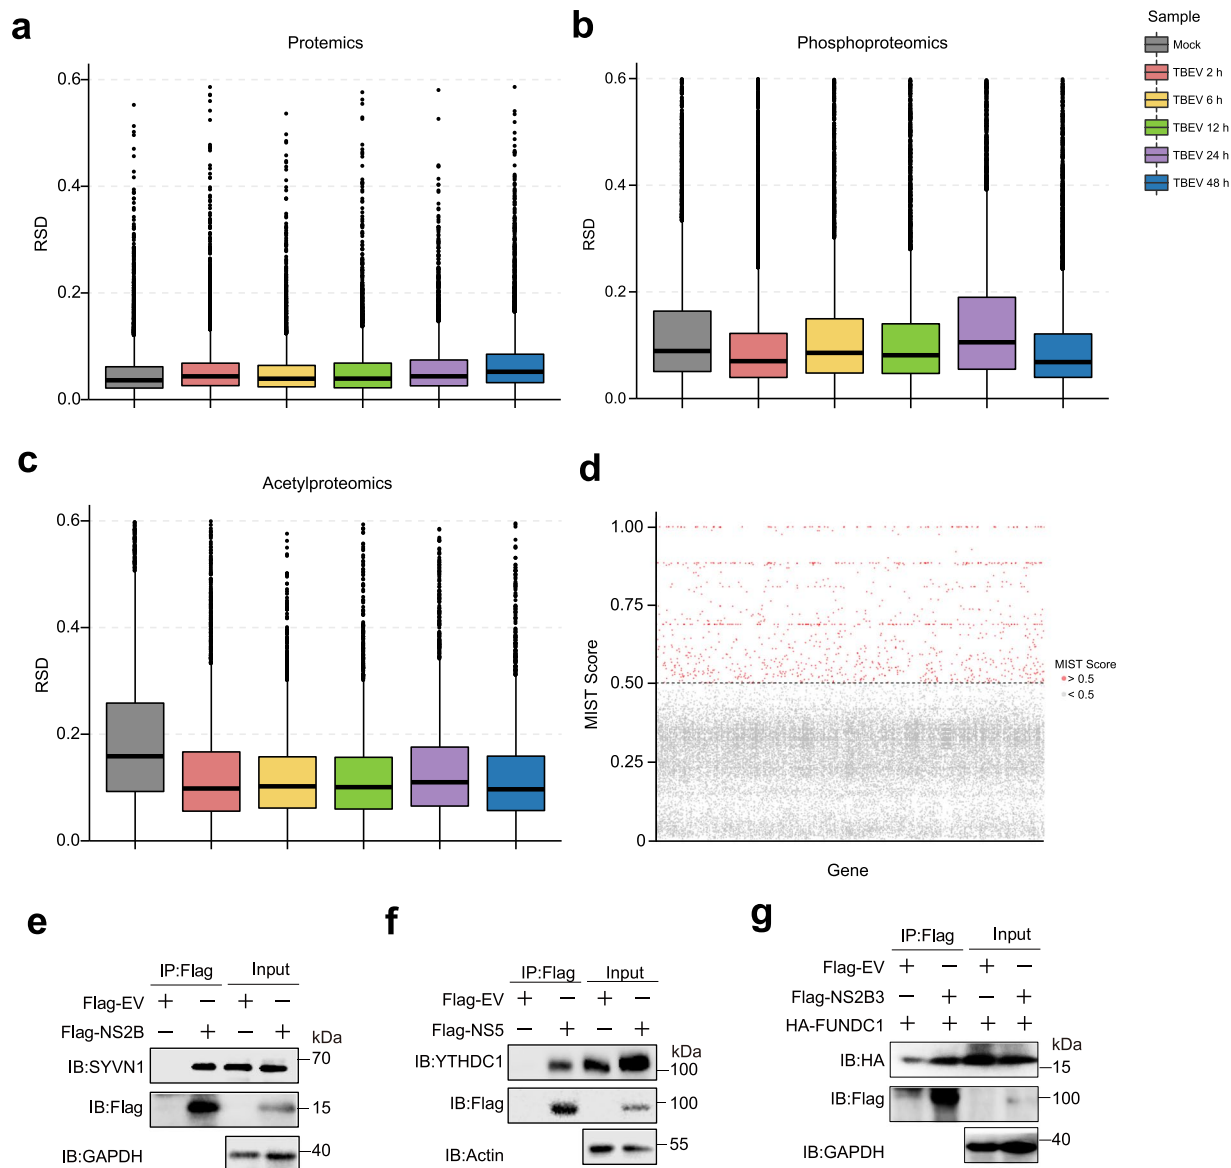 a
Protemics
RSD
0.6
0.4
0.2
0.0
b
Phosphoproteomics
RSD
0.6
0.4
0.2
0.0
Sample
Mock
TBEV 2 h
TBEV 6 h
TBEV 12 h
TBEV 24 h
TBEV 48 h
c
Acetylproteomics
RSD
0.6
0.4
0.2
0.0
d
MIST Score
1.00
0.75
0.50
0.25
0
Gene
MIST Score
> 0.5
< 0.5
e
IP:Flag Input
Flag-EV + − + −
Flag-NS2B − + − +
kDa
IB:SYVN1 70
IB:Flag 15
IB:GAPDH 40
f
IP:Flag Input
Flag-EV + − + −
Flag-NS5 − + − +
kDa
IB:YTHDC1 100
IB:Flag 100
IB:Actin 55
g
IP:Flag Input
Flag-EV + − + −
Flag-NS2B3 − + − +
HA-FUNDC1 + + + +
kDa
IB:HA 15
IB:Flag 100
IB:GAPDH 40